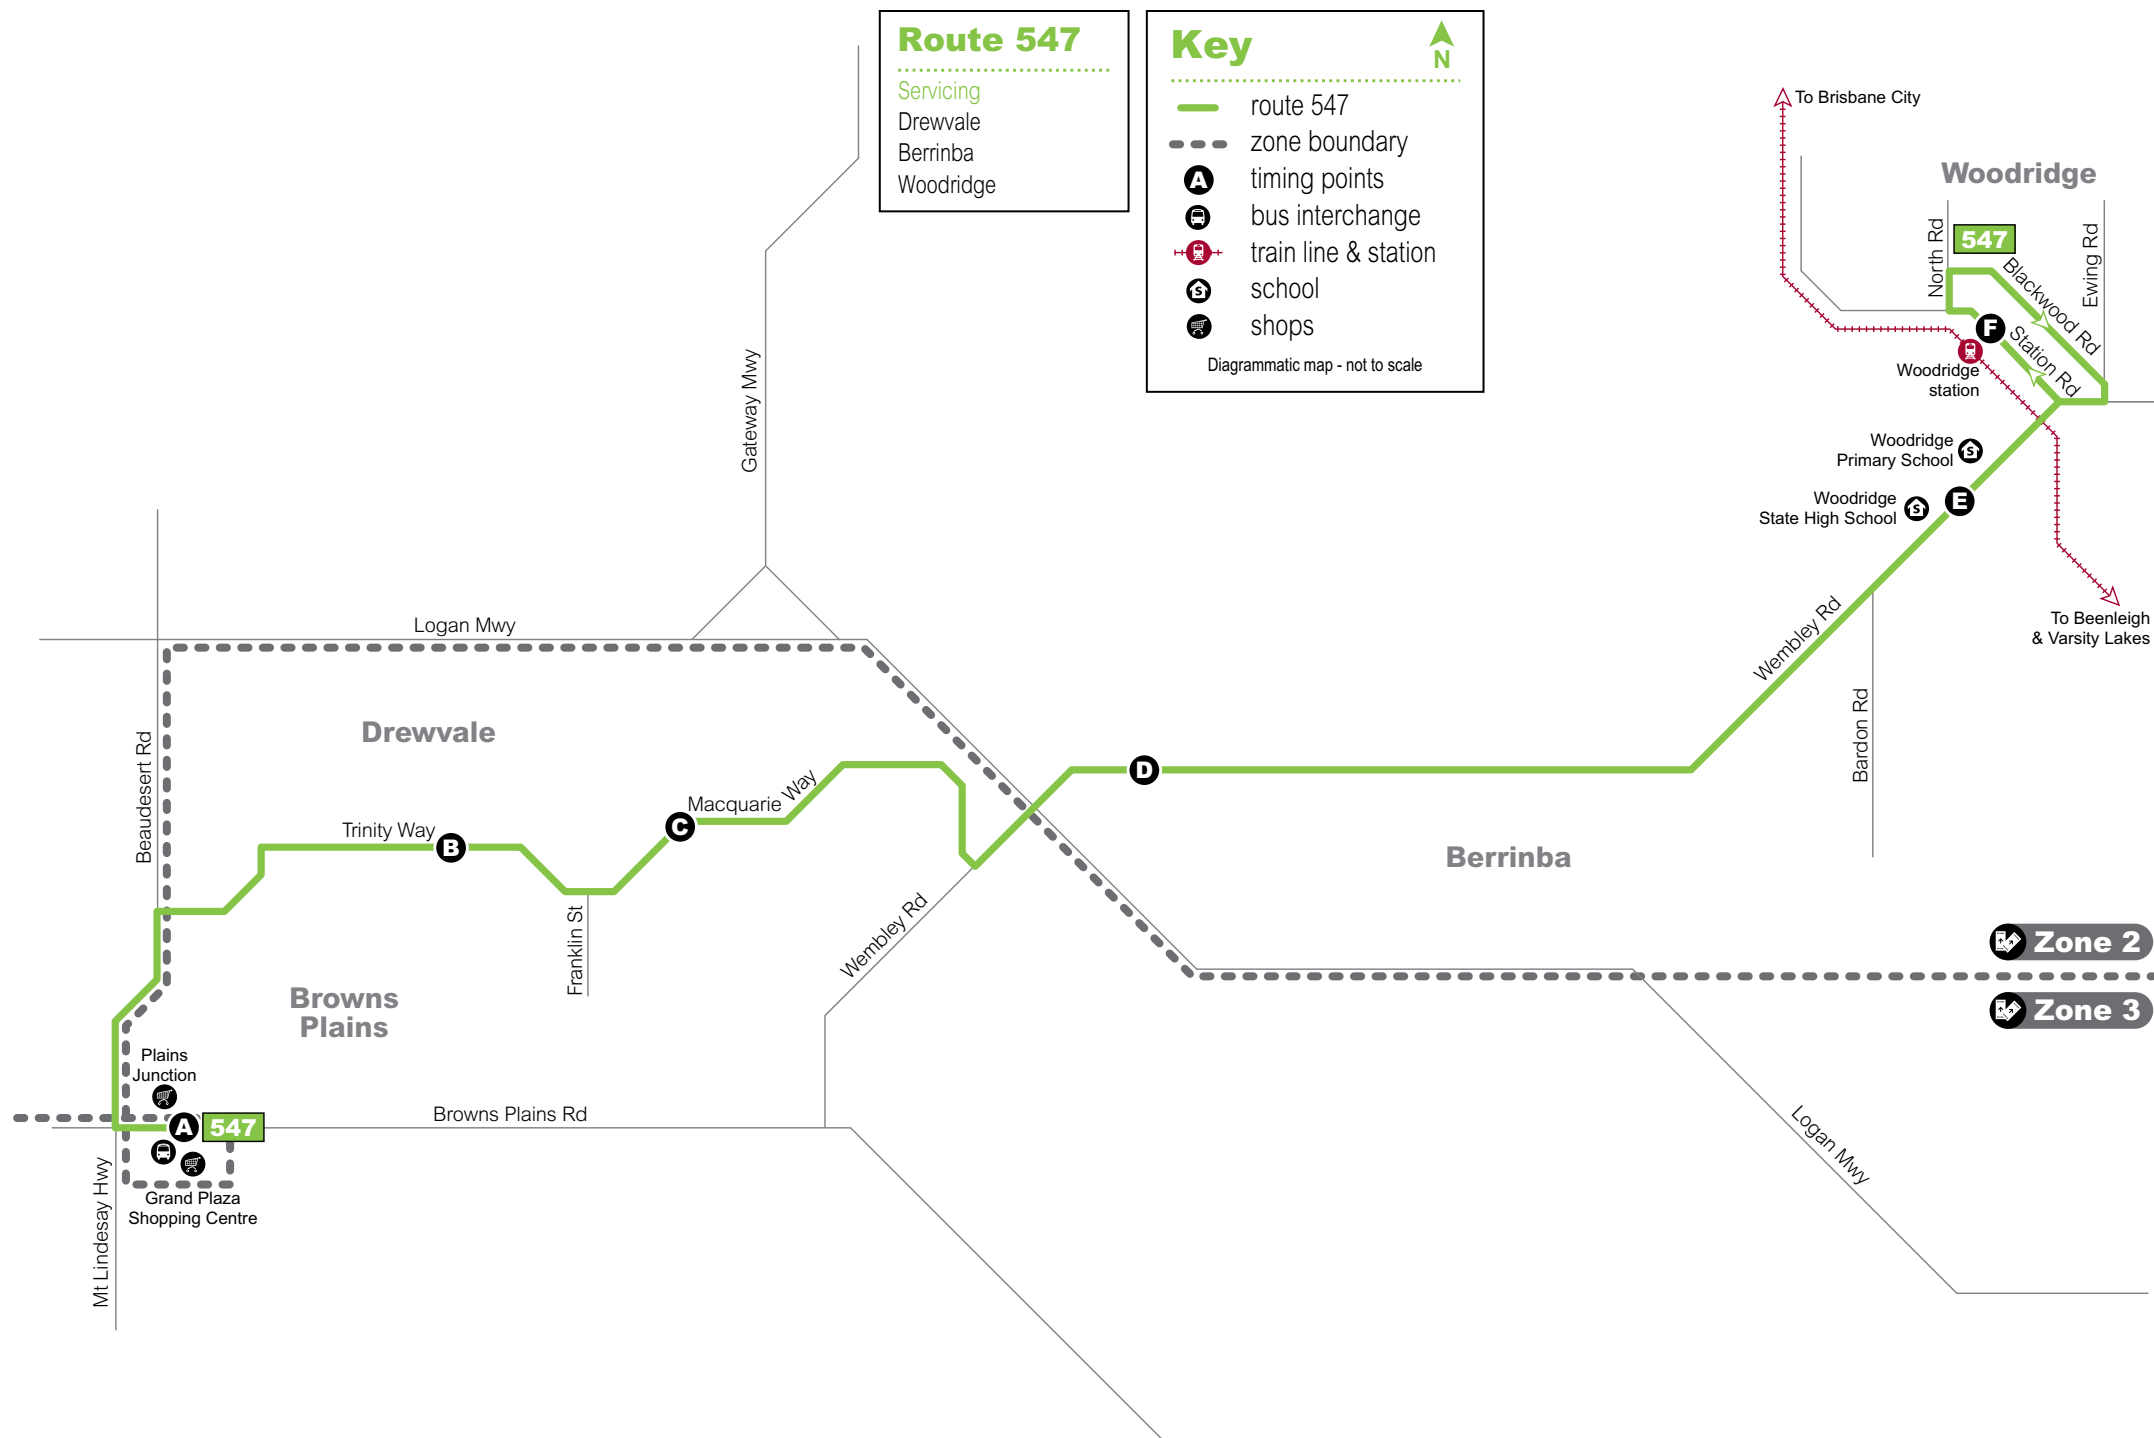 Route 547
Servicing
Drewvale
Berrinba
Woodridge
Key
N
route 547
zone boundary
A
timing points
bus interchange
train line & station
S
school
shops
Diagrammatic map - not to scale
To Brisbane City
Woodridge
North Rd
547
Blackwood Rd
Ewing Rd
F
Station Rd
Woodridge
station
Woodridge
Primary School
S
Woodridge
State High School
S
E
To Beenleigh
& Varsity Lakes
Wembley Rd
Bardon Rd
Gateway Mwy
Logan Mwy
Drewvale
Beaudesert Rd
Trinity Way
B
C
Macquarie Way
D
Berrinba
Franklin St
Wembley Rd
Zone 2
Zone 3
Browns
Plains
Plains
Junction
A
547
Browns Plains Rd
Grand Plaza
Shopping Centre
Mt Lindesay Hwy
Logan Mwy